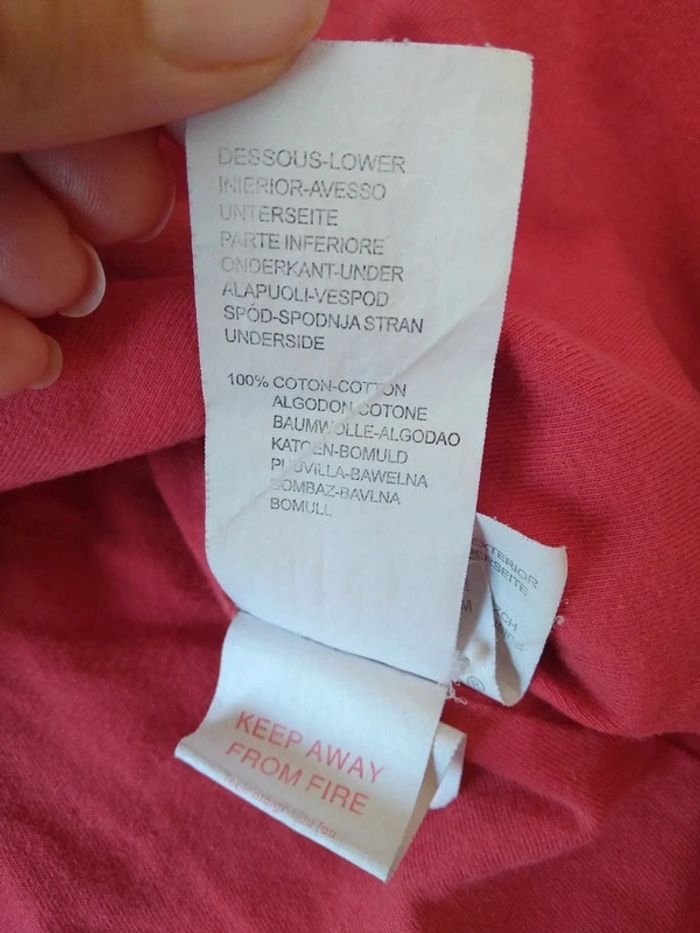 DESSOUS-LOWER
INIERIOR-AVESSO
UNTERSEITE
PARTE INFERIORE
ONDERKANT-UNDER
ALAPUOLI-VESPOD
SPÓD-SPODNJA STRAN
UNDERSIDE
100% COTON-COTTON
ALGODON COTONE
BAUMWOLLE-ALGODAO
KATOEN-BOMULD
PUUVILLA-BAWELNA
BOMBAZ-BAVLNA
BOMULL
EXTERIOR
KEEP AWAY
FROM FIRE